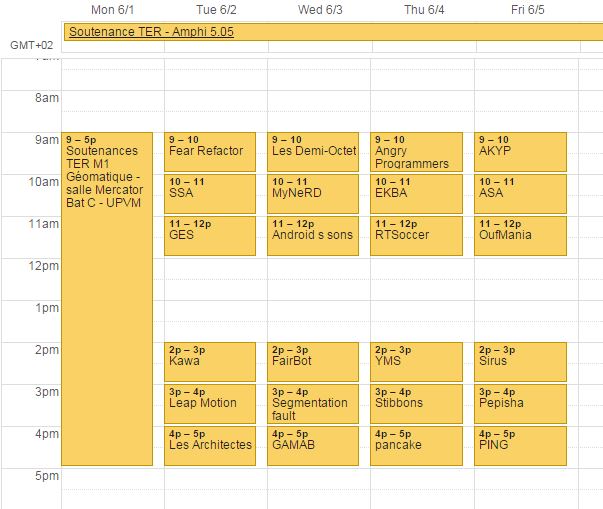 Mon 6/1 Tue 6/2 Wed 6/3 Thu 6/4 Fri 6/5
Soutenance TER - Amphi 5.05
GMT+02
8am
9am
10am
11am
12pm
1pm
2pm
3pm
4pm
5pm
9 – 5p
Soutenances
TER M1
Géomatique -
salle Mercator
Bat C - UPVM
9 – 10
Fear Refactor
10 – 11
SSA
11 – 12p
GES
2p – 3p
Kawa
3p – 4p
Leap Motion
4p – 5p
Les Architectes
9 – 10
Les Demi-Octet
10 – 11
MyNeRD
11 – 12p
Android s sons
2p – 3p
FairBot
3p – 4p
Segmentation
fault
4p – 5p
GAMAB
9 – 10
Angry
Programmers
10 – 11
EKBA
11 – 12p
RTSoccer
2p – 3p
YMS
3p – 4p
Stibbons
4p – 5p
pancake
9 – 10
AKYP
10 – 11
ASA
11 – 12p
OufMania
2p – 3p
Sirus
3p – 4p
Pepisha
4p – 5p
PING